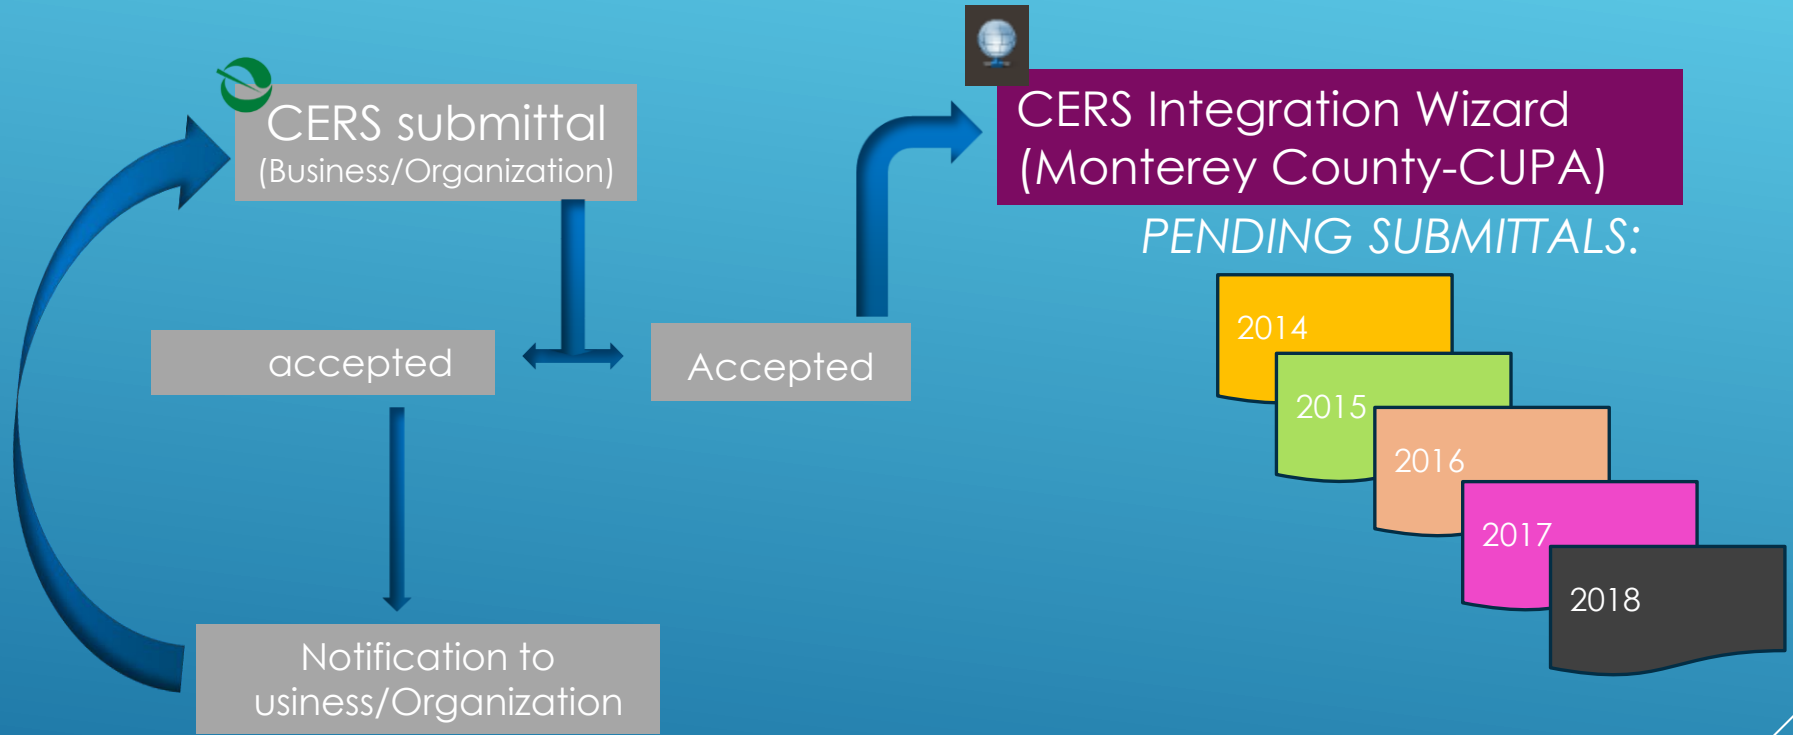 CERS submittal
(Business/Organization)
CERS Integration Wizard
(Monterey County-CUPA)
PENDING SUBMITTALS:
accepted
Accepted
2014
2015
2016
2017
2018
Notification to
usiness/Organization